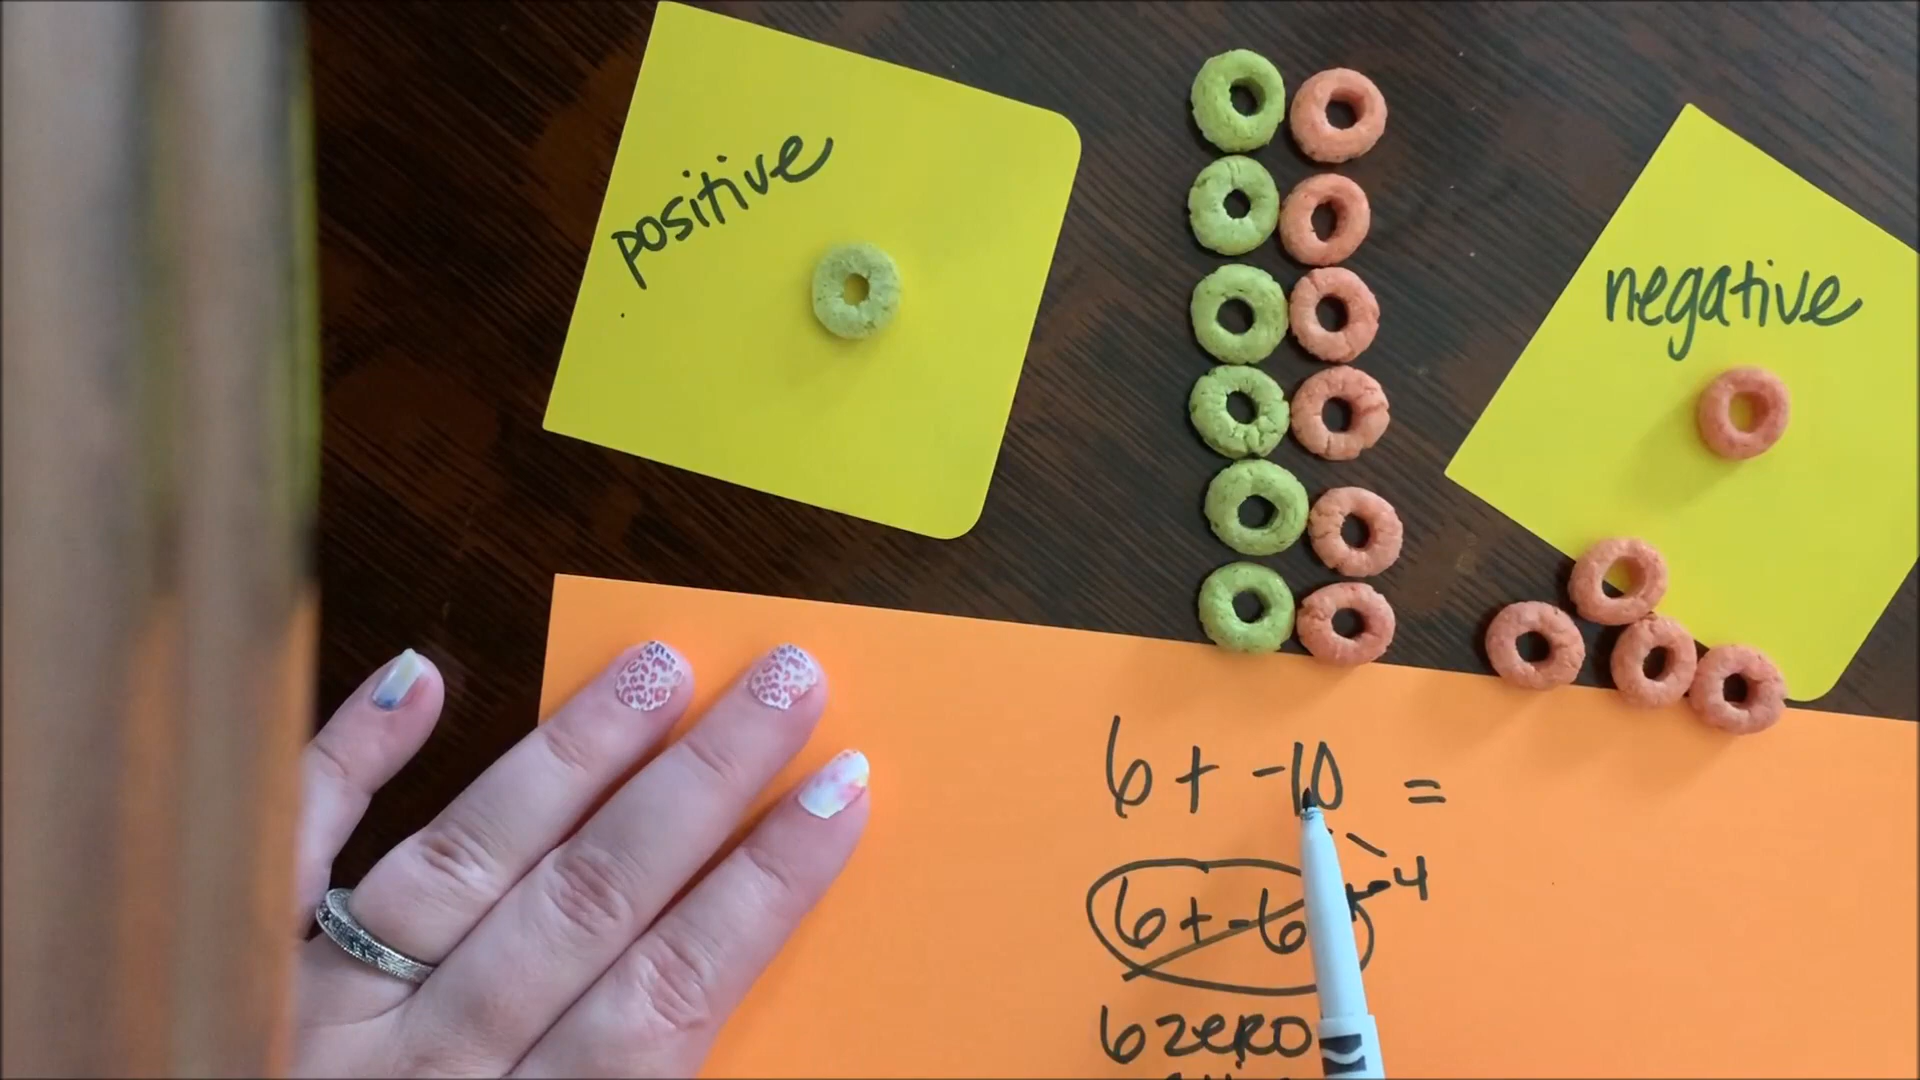 positive
negative
6 + -10 =
6 + -6 + -4
6 zero